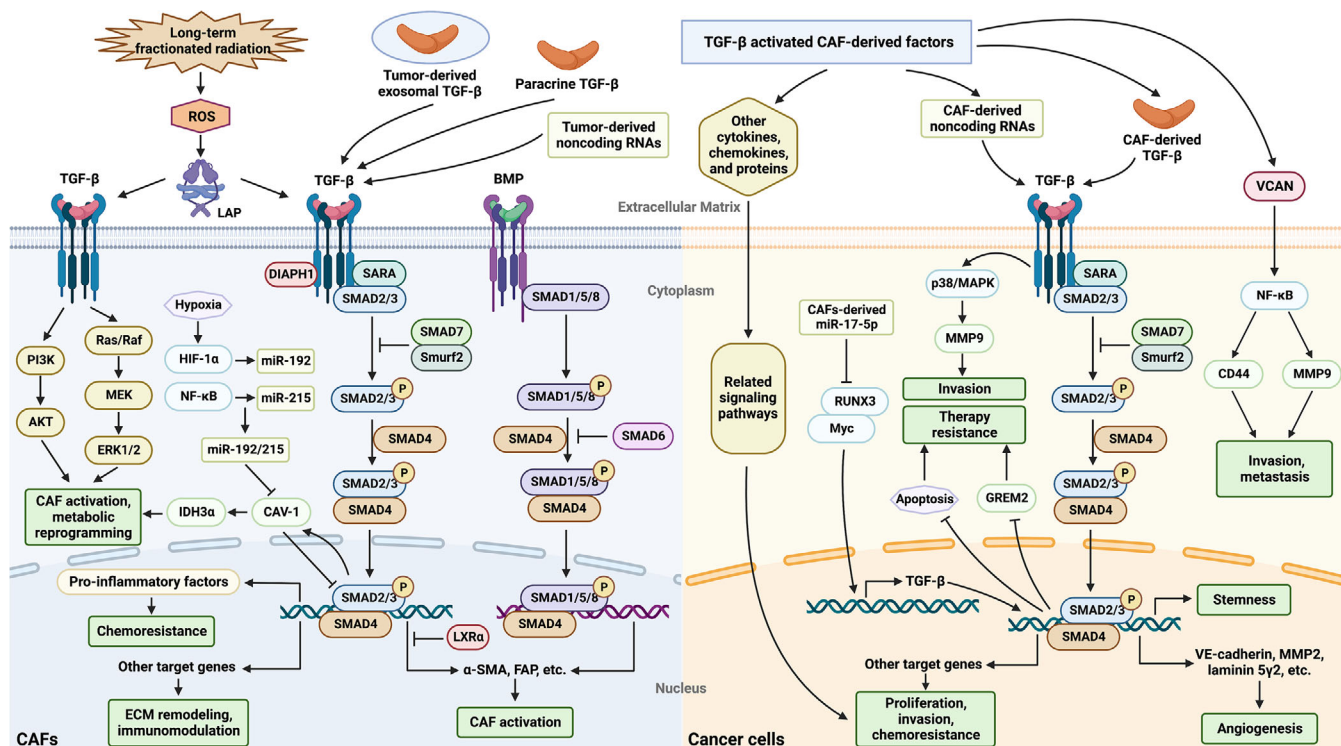 Long-term
fractionated radiation
ROS
LAP
TGF-β
Tumor-derived
exosomal TGF-β
Paracrine TGF-β
Tumor-derived
noncoding RNAs
TGF-β
BMP
DIAPH1
SARA
SMAD2/3
SMAD1/5/8
Hypoxia
HIF-1α
miR-192
NF-κB
miR-215
miR-192/215
PI3K
AKT
Ras/Raf
MEK
ERK1/2
CAF activation,
metabolic
reprogramming
IDH3α
CAV-1
SMAD7
Smurf2
SMAD2/3
P
SMAD4
SMAD2/3
P
SMAD4
SMAD1/5/8
P
SMAD4
SMAD6
SMAD1/5/8
P
SMAD4
Pro-inflammatory factors
Chemoresistance
Other target genes
ECM remodeling,
immunomodulation
SMAD2/3
P
SMAD4
LXRα
SMAD1/5/8
P
SMAD4
α-SMA, FAP, etc.
CAF activation
CAFs
Extracellular Matrix
Cytoplasm
Nucleus
TGF-β activated CAF-derived factors
Other
cytokines,
chemokines,
and proteins
CAF-derived
noncoding RNAs
CAF-derived
TGF-β
TGF-β
VCAN
SARA
SMAD2/3
p38/MAPK
MMP9
Invasion
Therapy
resistance
CAFs-derived
miR-17-5p
RUNX3
Myc
Related
signaling
pathways
SMAD7
Smurf2
SMAD2/3
P
SMAD4
SMAD2/3
P
SMAD4
Apoptosis
GREM2
NF-κB
CD44
MMP9
Invasion,
metastasis
TGF-β
SMAD2/3
P
SMAD4
Stemness
Other target genes
Proliferation,
invasion,
chemoresistance
VE-cadherin, MMP2,
laminin 5γ2, etc.
Angiogenesis
Cancer cells